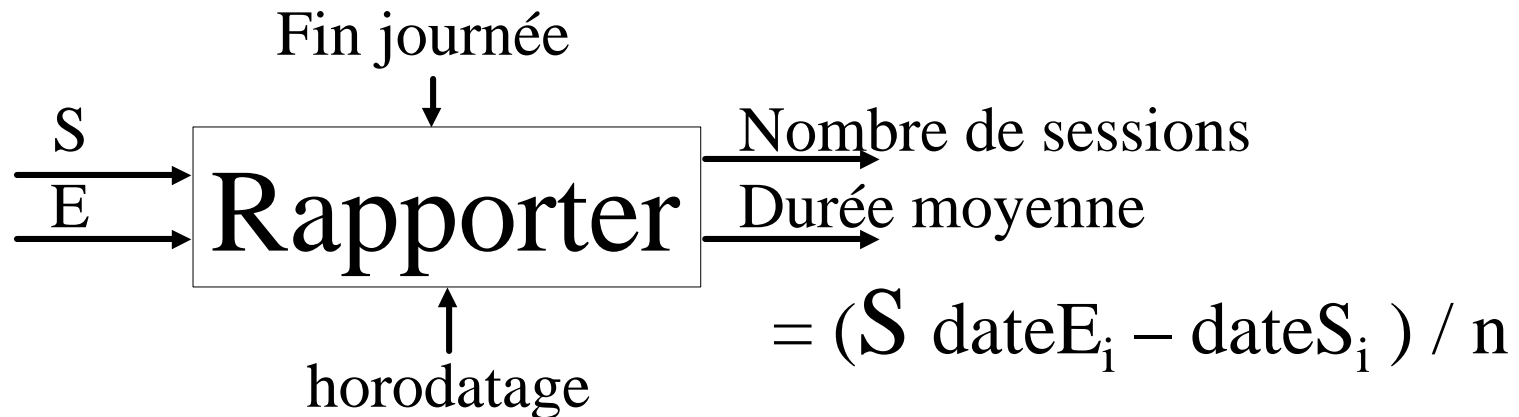 Fin journée
S
E
Rapporter
Nombre de sessions
Durée moyenne
= (S dateEi – dateSi ) / n
horodatage